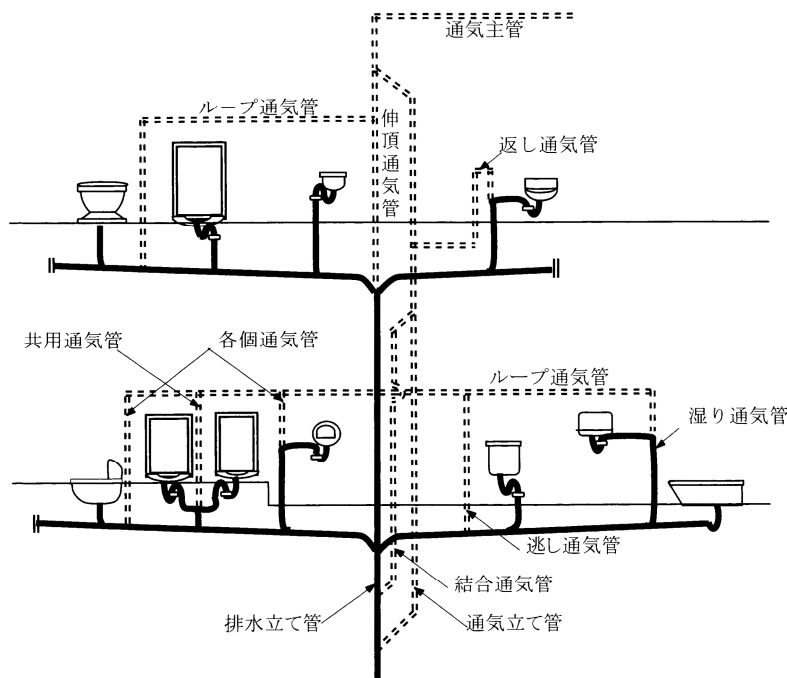 通気主管
ループ通気管
伸頂通気管
返し通気管
共用通気管
各個通気管
ループ通気管
湿り通気管
逃し通気管
結合通気管
排水立て管
通気立て管